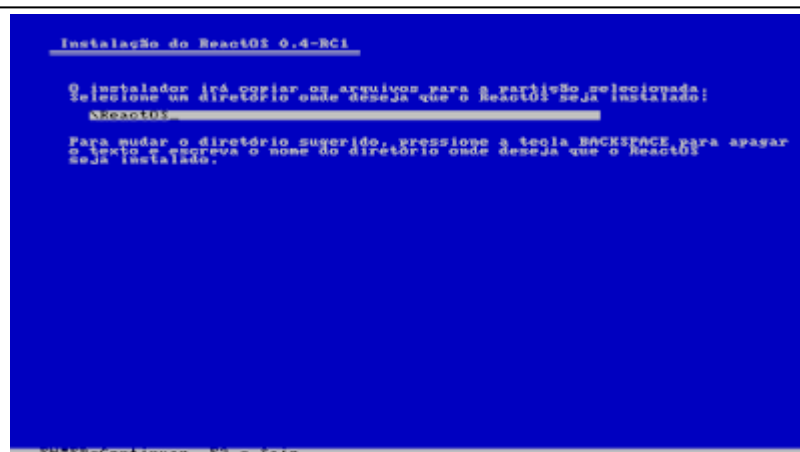 Instalação do ReactOS 0.4-RC1
O instalador irá copiar os arquivos para a partição selecionada.
Selecione um diretório onde deseja que o ReactOS seja instalado:
\ReactOS_
Para mudar o diretório sugerido, pressione a tecla BACKSPACE para apagar
o texto e escreva o nome do diretório onde deseja que o ReactOS
seja instalado.